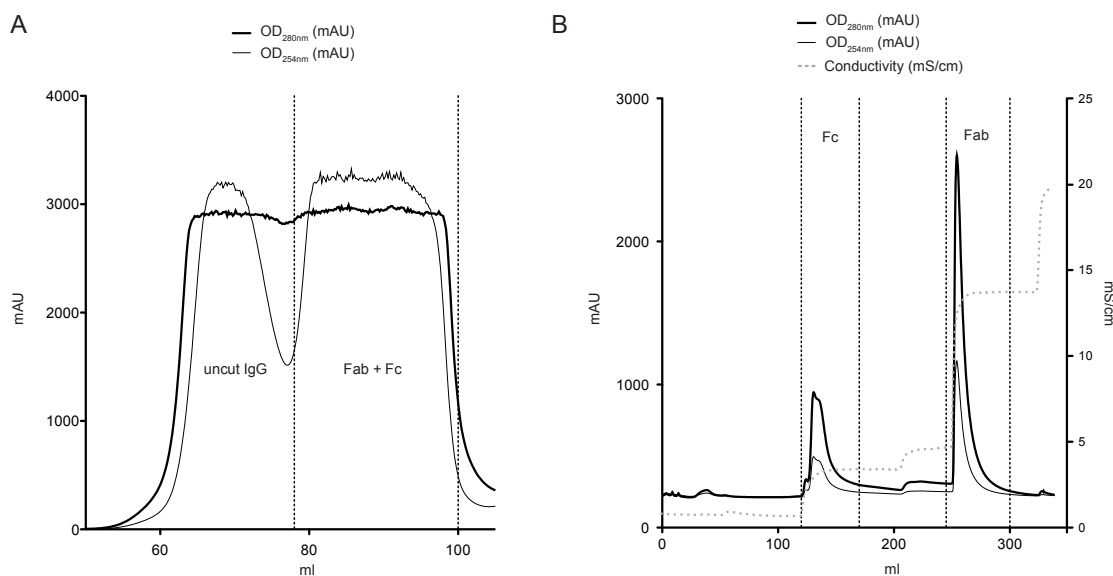 A
OD280nm (mAU)
OD254nm (mAU)
4000
3000
2000
1000
0
mAU
uncut IgG
Fab + Fc
60
80
100
ml
B
OD280nm (mAU)
OD254nm (mAU)
Conductivity (mS/cm)
3000
2000
1000
0
mAU
Fc
Fab
25
20
15
10
5
0
mS/cm
0
100
200
300
ml